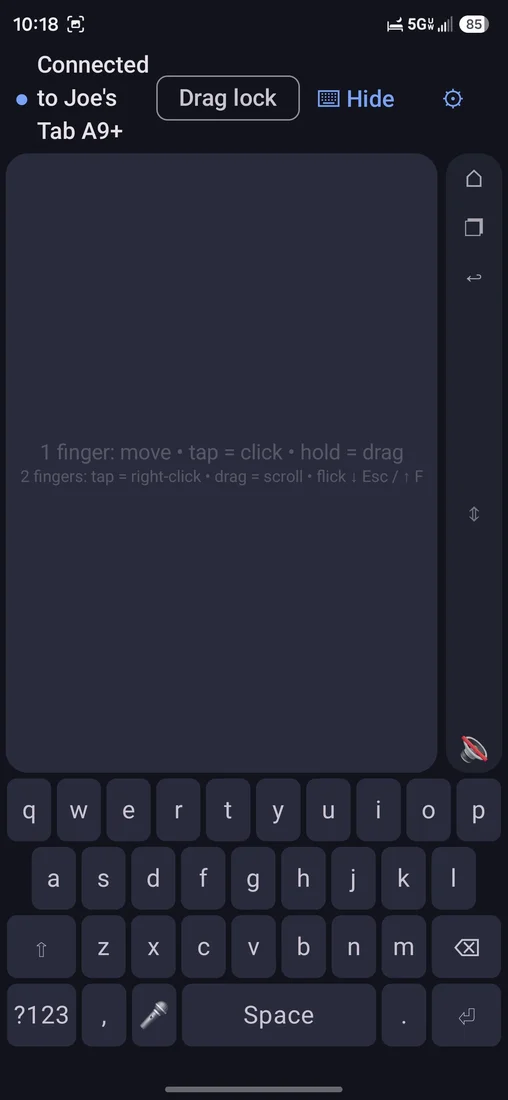 10:18 5G 85
Connected
to Joe's
Tab A9+
Drag lock
Hide
1 finger: move • tap = click • hold = drag
2 fingers: tap = right-click • drag = scroll • flick ↓ Esc / ↑ F
q w e r t y u i o p
a s d f g h j k l
z x c v b n m
?123 , Space .